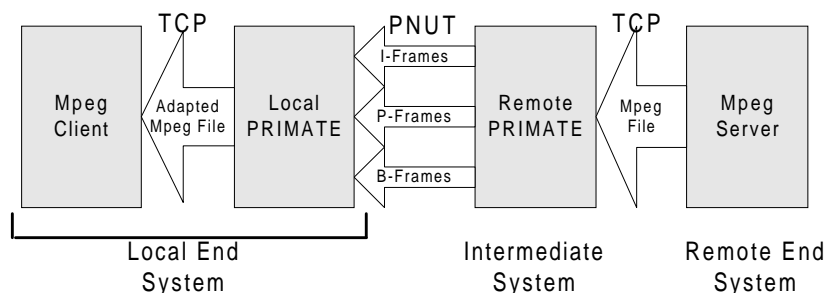 TCP
PNUT
TCP
I-Frames
Mpeg
Client
Adapted
Mpeg File
Local
PRIMATE
P-Frames
Remote
PRIMATE
Mpeg
File
Mpeg
Server
B-Frames
Local End
System
Intermediate
System
Remote End
System